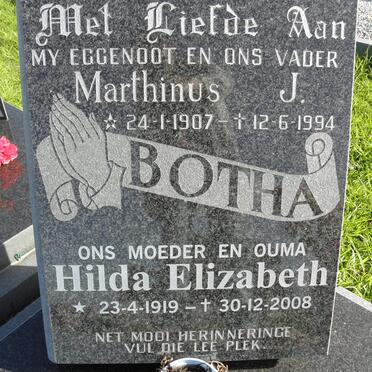 Met Liefde Aan
MY EGGENOOT EN ONS VADER
Marthinus J.
☆ 24-1-1907 - † 12-6-1994
BOTHA
ONS MOEDER EN OUMA
Hilda Elizabeth
★ 23-4-1919 - † 30-12-2008
NET MOOI HERINNERINGE
VUL DIE LEE PLEK.